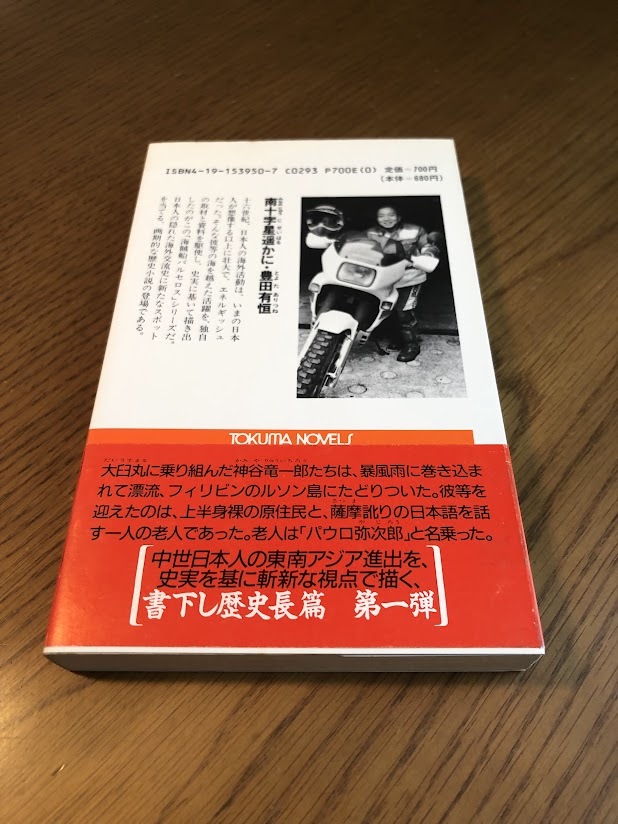 ISBN4-19-153950-7 C0293 P700E(0) 定価=700円
(本体=680円)
南十字星遥かに・豊田有恒
十六世紀、日本人の海外活動は、いまの日本
人が想像する以上に壮大で、エネルギッシュ
だった。そんな彼等の海を越えた活躍を、独自
の取材と資料を駆使し、史実に基いて描き出
したのがこの「海賊船バルセロス」シリーズだ。
日本人の隠れた海外交流史に新たなスポット
を当てる、画期的な歴史小説の登場である。
TOKUMA NOVELS
大臼丸に乗り組んだ神谷竜一郎たちは、暴風雨に巻き込ま
れて漂流、フィリピンのルソン島にたどりついた。彼等を
迎えたのは、上半身裸の原住民と、薩摩訛りの日本語を話
す一人の老人であった。老人は「パウロ弥次郎」と名乗った。
中世日本人の東南アジア進出を、
史実を基に斬新な視点で描く、
書下し歴史長篇 第一弾